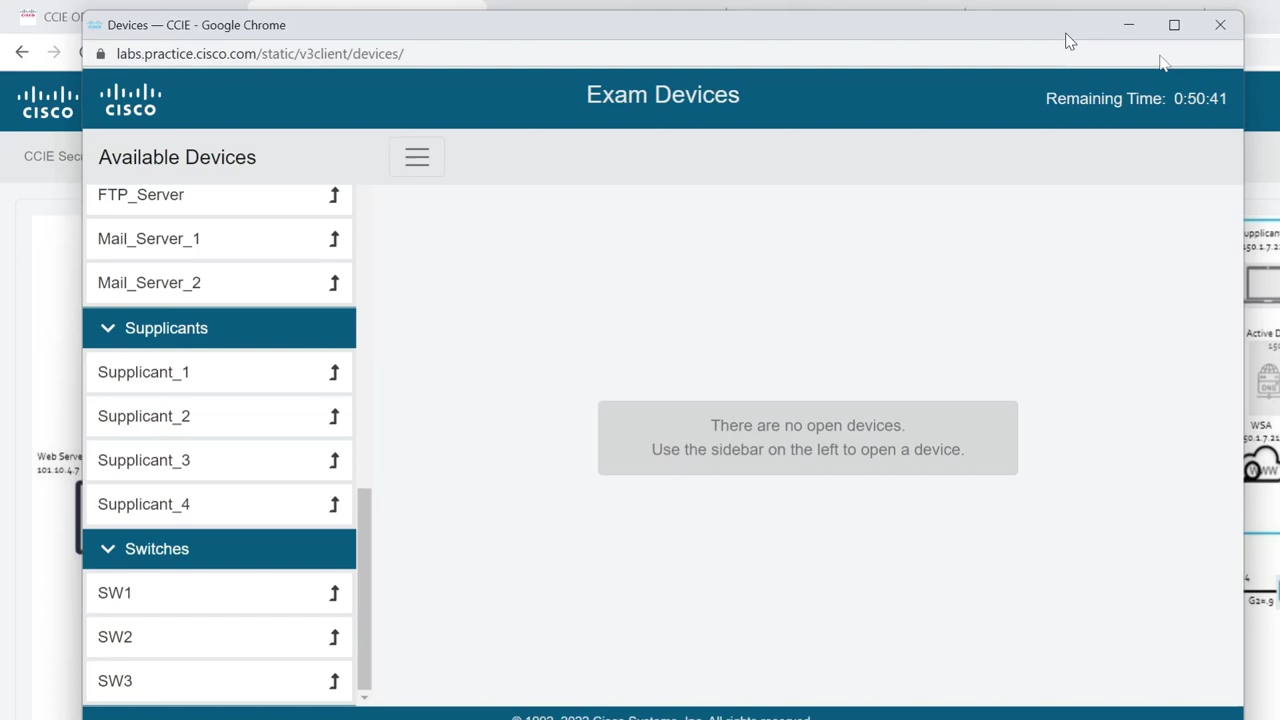 CCIE
Devices — CCIE - Google Chrome
labs.practice.cisco.com/static/v3client/devices/
CISCO
CISCO
Exam Devices
Remaining Time: 0:50:41
CCIE
Available Devices
FTP_Server
Mail_Server_1
Mail_Server_2
Supplicants
Supplicant_1
Supplicant_2
Supplicant_3
Supplicant_4
Switches
SW1
SW2
SW3
There are no open devices.
Use the sidebar on the left to open a device.
Web
101.10.4.7
Active
DNS
WSA
G2=.9